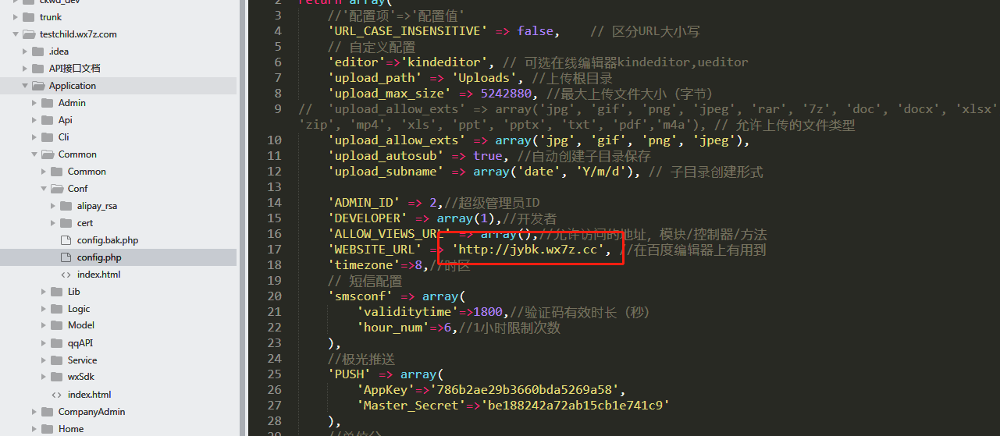 ckwd_dev
trunk
testchild.wx7z.com
.idea
API接口文档
Application
Admin
Api
Cli
Common
Common
Conf
alipay_rsa
cert
config.bak.php
config.php
index.html
Lib
Logic
Model
qqAPI
Service
wxSdk
index.html
CompanyAdmin
Home
2 return array(
3 //'配置项'=>'配置值'
4 'URL_CASE_INSENSITIVE' => false, // 区分URL大小写
5 // 自定义配置
6 'editor'=>'kindeditor', // 可选在线编辑器kindeditor,ueditor
7 'upload_path' => 'Uploads', //上传根目录
8 'upload_max_size' => 5242880, //最大上传文件大小（字节）
9 // 'upload_allow_exts' => array('jpg', 'gif', 'png', 'jpeg', 'rar', '7z', 'doc', 'docx', 'xlsx'
'zip', 'mp4', 'xls', 'ppt', 'pptx', 'txt', 'pdf','m4a'), // 允许上传的文件类型
10 'upload_allow_exts' => array('jpg', 'gif', 'png', 'jpeg'),
11 'upload_autosub' => true, //自动创建子目录保存
12 'upload_subname' => array('date', 'Y/m/d'), // 子目录创建形式
13
14 'ADMIN_ID' => 2,//超级管理员ID
15 'DEVELOPER' => array(1),//开发者
16 'ALLOW_VIEWS_URL' => array(),//允许访问的地址，模块/控制器/方法
17 'WEBSITE_URL' => 'http://jybk.wx7z.cc', //在百度编辑器上有用到
18 'timezone'=>8,//时区
19 // 短信配置
20 'smsconf' => array(
21 'validitytime'=>1800,//验证码有效时长（秒）
22 'hour_num'=>6,//1小时限制次数
23 ),
24 //极光推送
25 'PUSH' => array(
26 'AppKey'=>'786b2ae29b3660bda5269a58',
27 'Master_Secret'=>'be188242a72ab15cb1e741c9'
28 ),